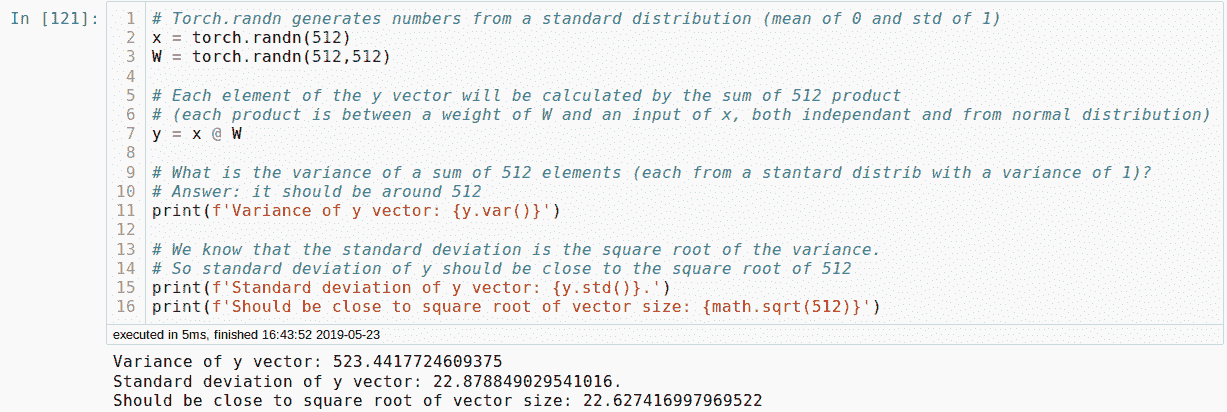 In [121]:
1 # Torch.randn generates numbers from a standard distribution (mean of 0 and std of 1)
2 x = torch.randn(512)
3 W = torch.randn(512,512)
4
5 # Each element of the y vector will be calculated by the sum of 512 product
6 # (each product is between a weight of W and an input of x, both independant and from normal distribution)
7 y = x @ W
8
9 # What is the variance of a sum of 512 elements (each from a stantard distrib with a variance of 1)?
10 # Answer: it should be around 512
11 print(f'Variance of y vector: {y.var()}')
12
13 # We know that the standard deviation is the square root of the variance.
14 # So standard deviation of y should be close to the square root of 512
15 print(f'Standard deviation of y vector: {y.std()}.')
16 print(f'Should be close to square root of vector size: {math.sqrt(512)}')
executed in 5ms, finished 16:43:52 2019-05-23
Variance of y vector: 523.4417724609375
Standard deviation of y vector: 22.878849029541016.
Should be close to square root of vector size: 22.627416997969522